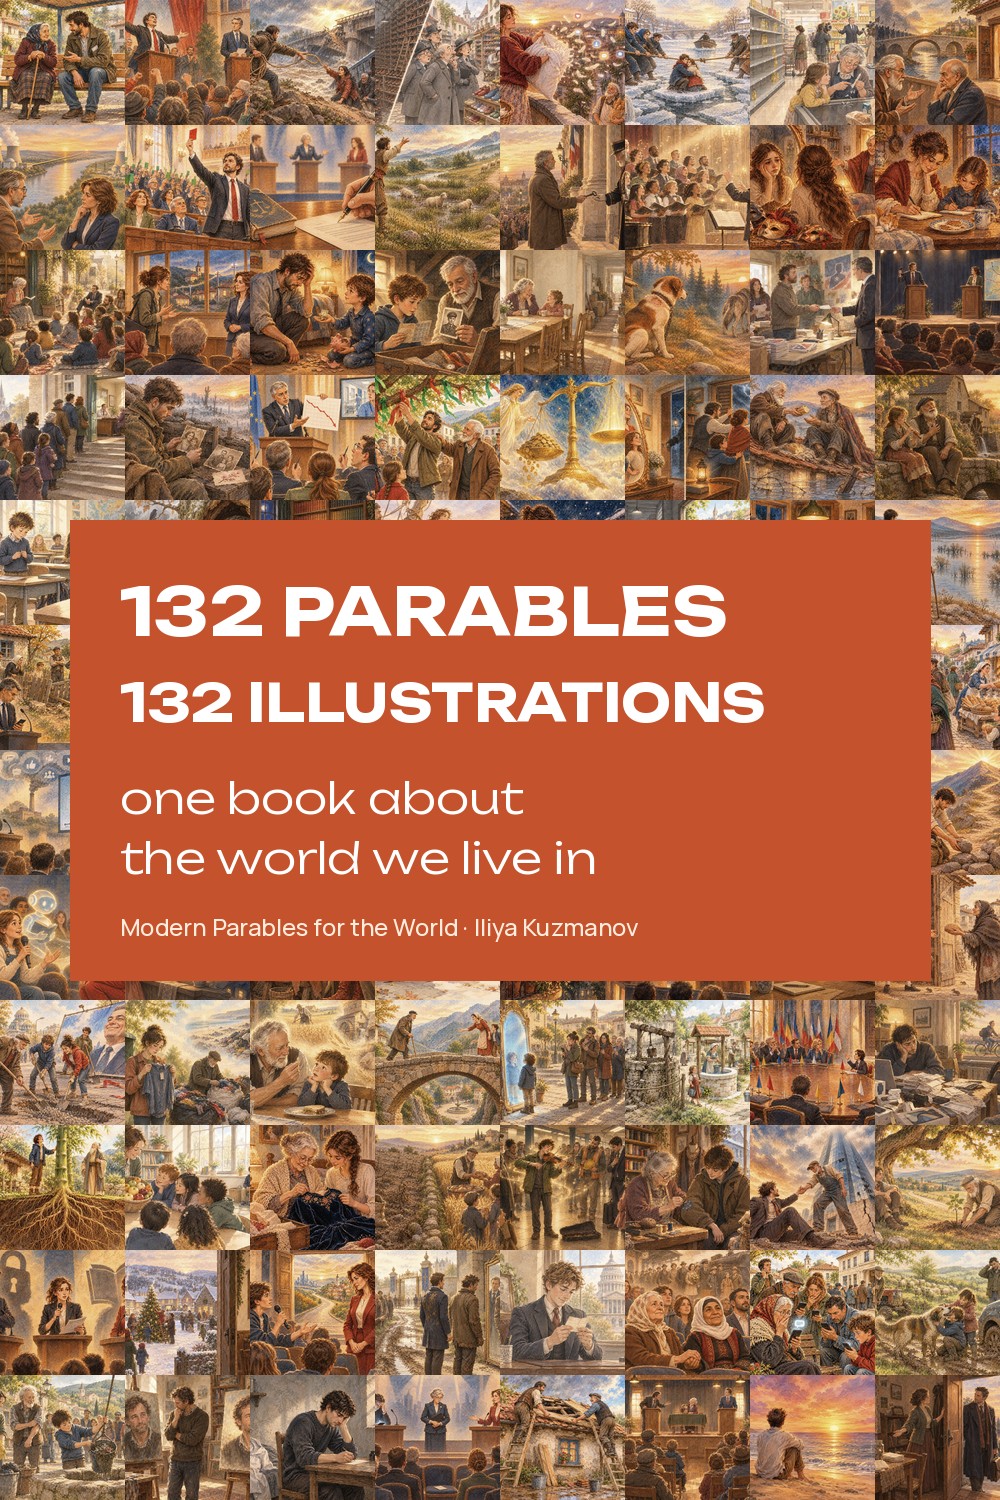 132 PARABLES
132 ILLUSTRATIONS
one book about
the world we live in
Modern Parables for the World · Iliya Kuzmanov